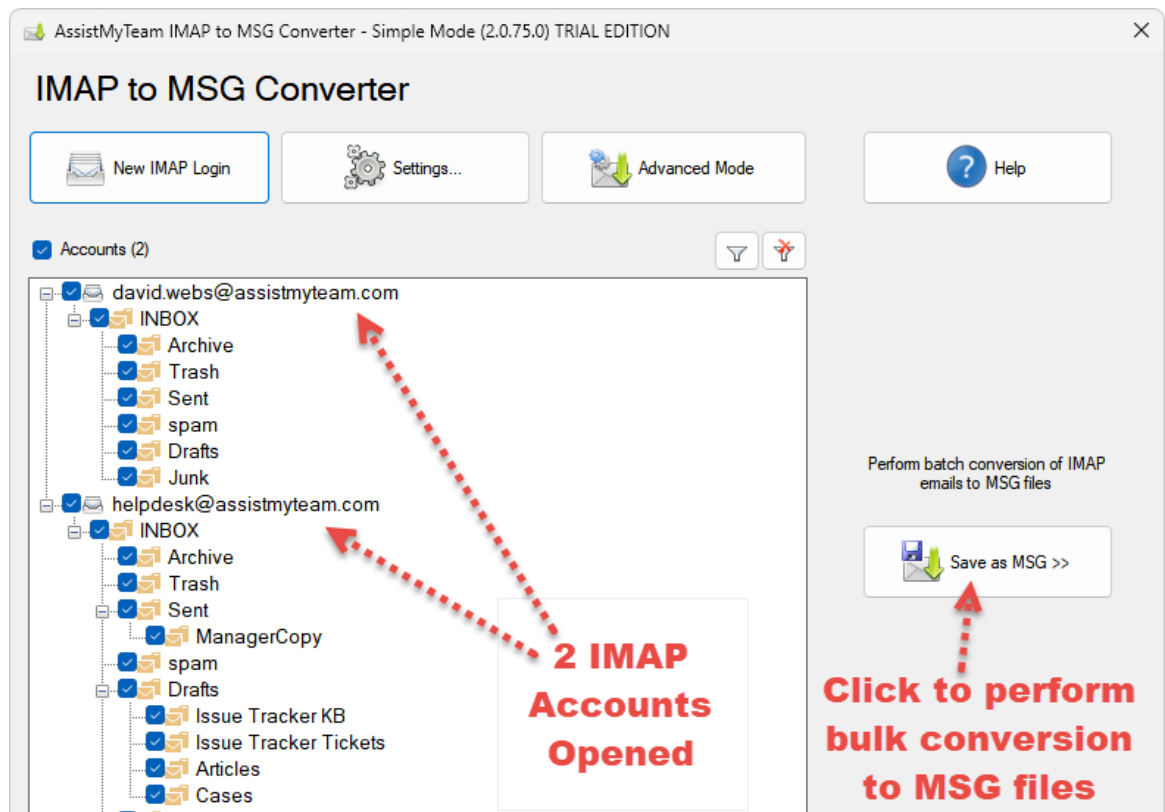 AssistMyTeam IMAP to MSG Converter - Simple Mode (2.0.75.0) TRIAL EDITION
IMAP to MSG Converter
New IMAP Login
Settings...
Advanced Mode
Help
Accounts (2)
david.webs@assistmyteam.com
INBOX
Archive
Trash
Sent
spam
Drafts
Junk
helpdesk@assistmyteam.com
INBOX
Archive
Trash
Sent
ManagerCopy
spam
Drafts
Issue Tracker KB
Issue Tracker Tickets
Articles
Cases
2 IMAP
Accounts
Opened
Perform batch conversion of IMAP
emails to MSG files
Save as MSG >>
Click to perform
bulk conversion
to MSG files